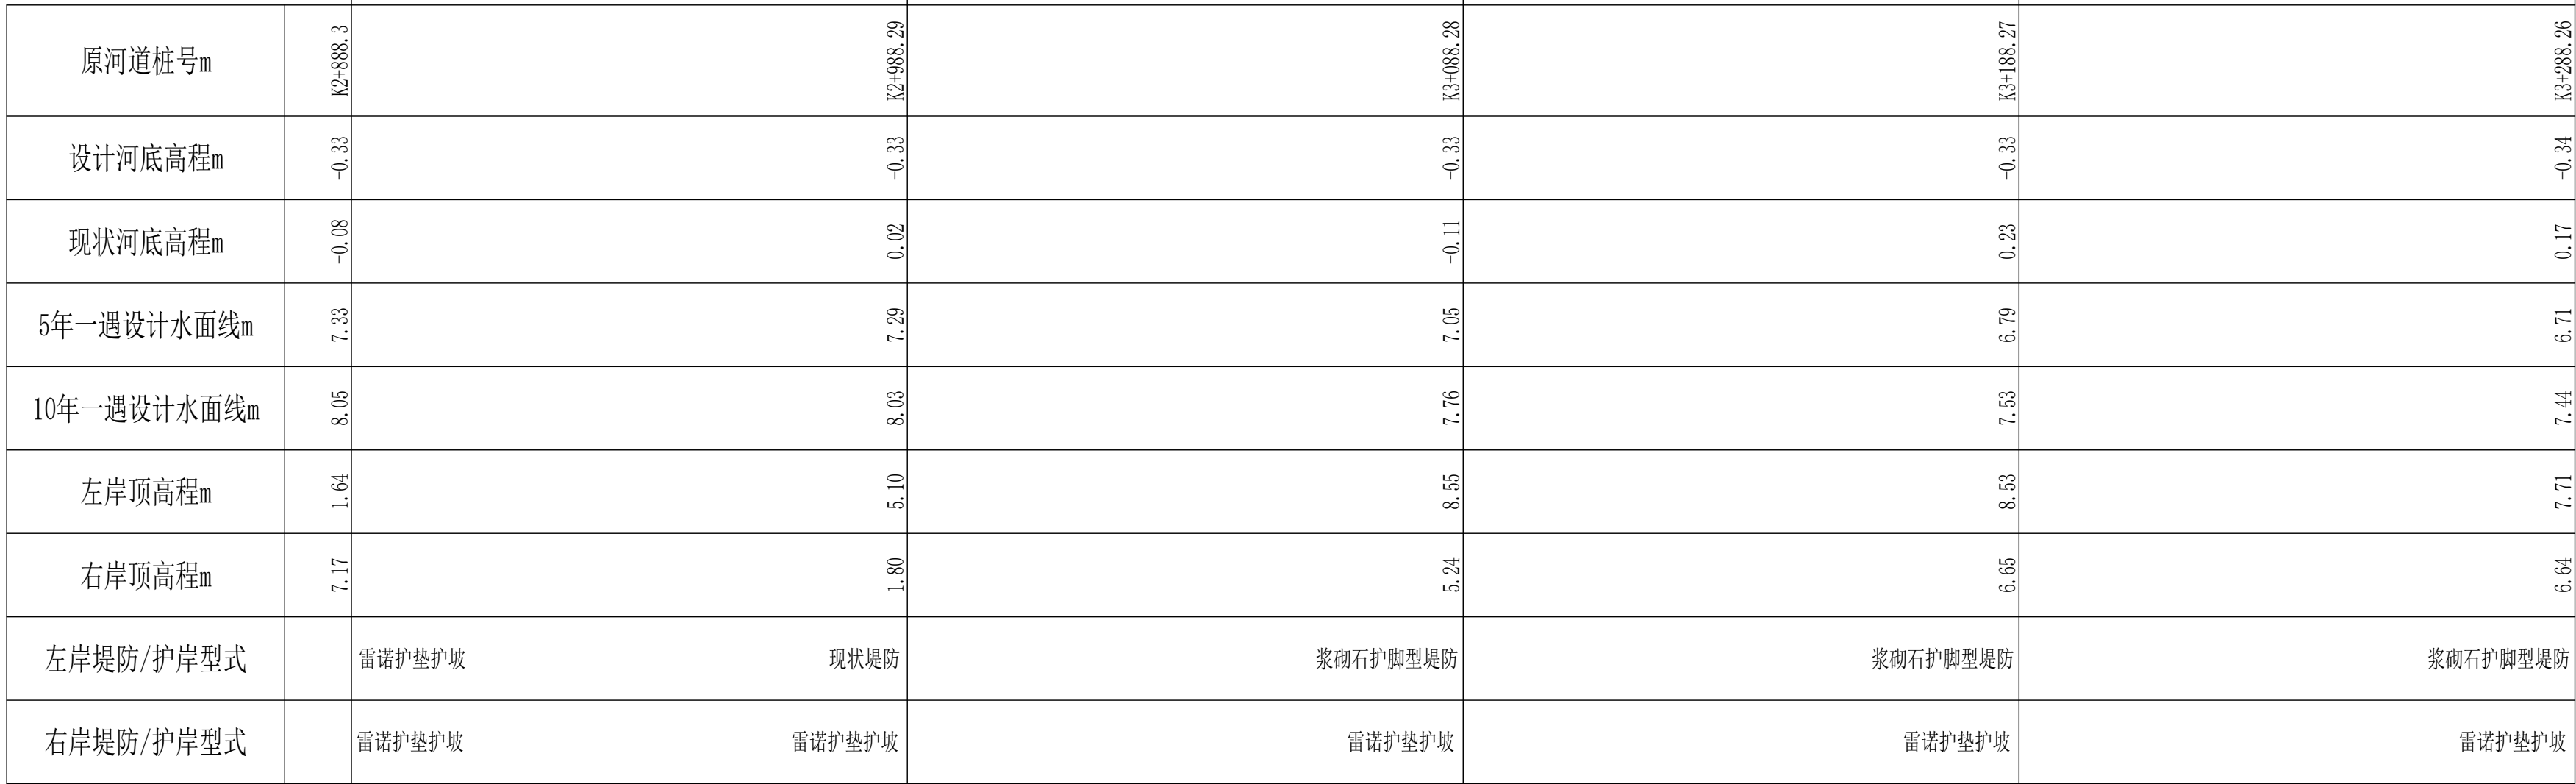 原河道桩号m K2+888.3 K2+988.29 K3+088.28 K3+188.27 K3+288.26
设计河底高程m -0.33 -0.33 -0.33 -0.33 -0.34
现状河底高程m -0.08 0.02 -0.11 0.23 0.17
5年一遇设计水面线m 7.33 7.29 7.05 6.79 6.71
10年一遇设计水面线m 8.05 8.03 7.76 7.53 7.44
左岸顶高程m 1.64 5.10 8.55 8.53 7.71
右岸顶高程m 7.17 1.80 5.24 6.65 6.64
左岸堤防/护岸型式 雷诺护垫护坡 现状堤防 浆砌石护脚型堤防 浆砌石护脚型堤防 浆砌石护脚型堤防
右岸堤防/护岸型式 雷诺护垫护坡 雷诺护垫护坡 雷诺护垫护坡 雷诺护垫护坡 雷诺护垫护坡